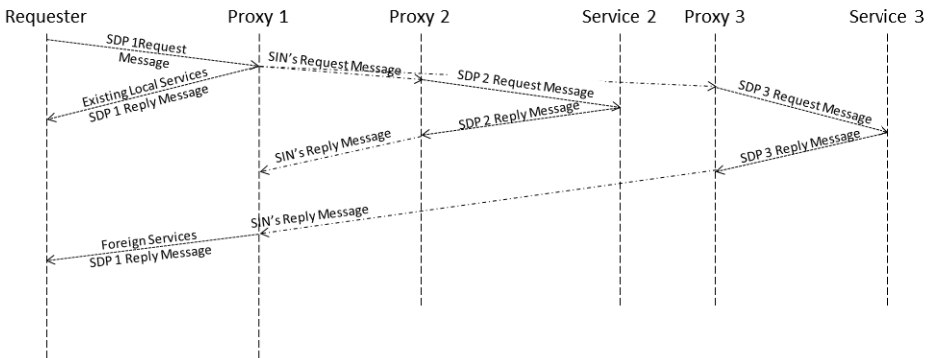 Requester
Proxy 1
Proxy 2
Service 2
Proxy 3
Service 3
SDP 1Request
Message
SIN's Request Message
SDP 2 Request Message
SDP 3 Request Message
Existing Local Services
SDP 1 Reply Message
SDP 2 Reply Message
SIN's Reply Message
SDP 3 Reply Message
SIN's Reply Message
Foreign Services
SDP 1 Reply Message